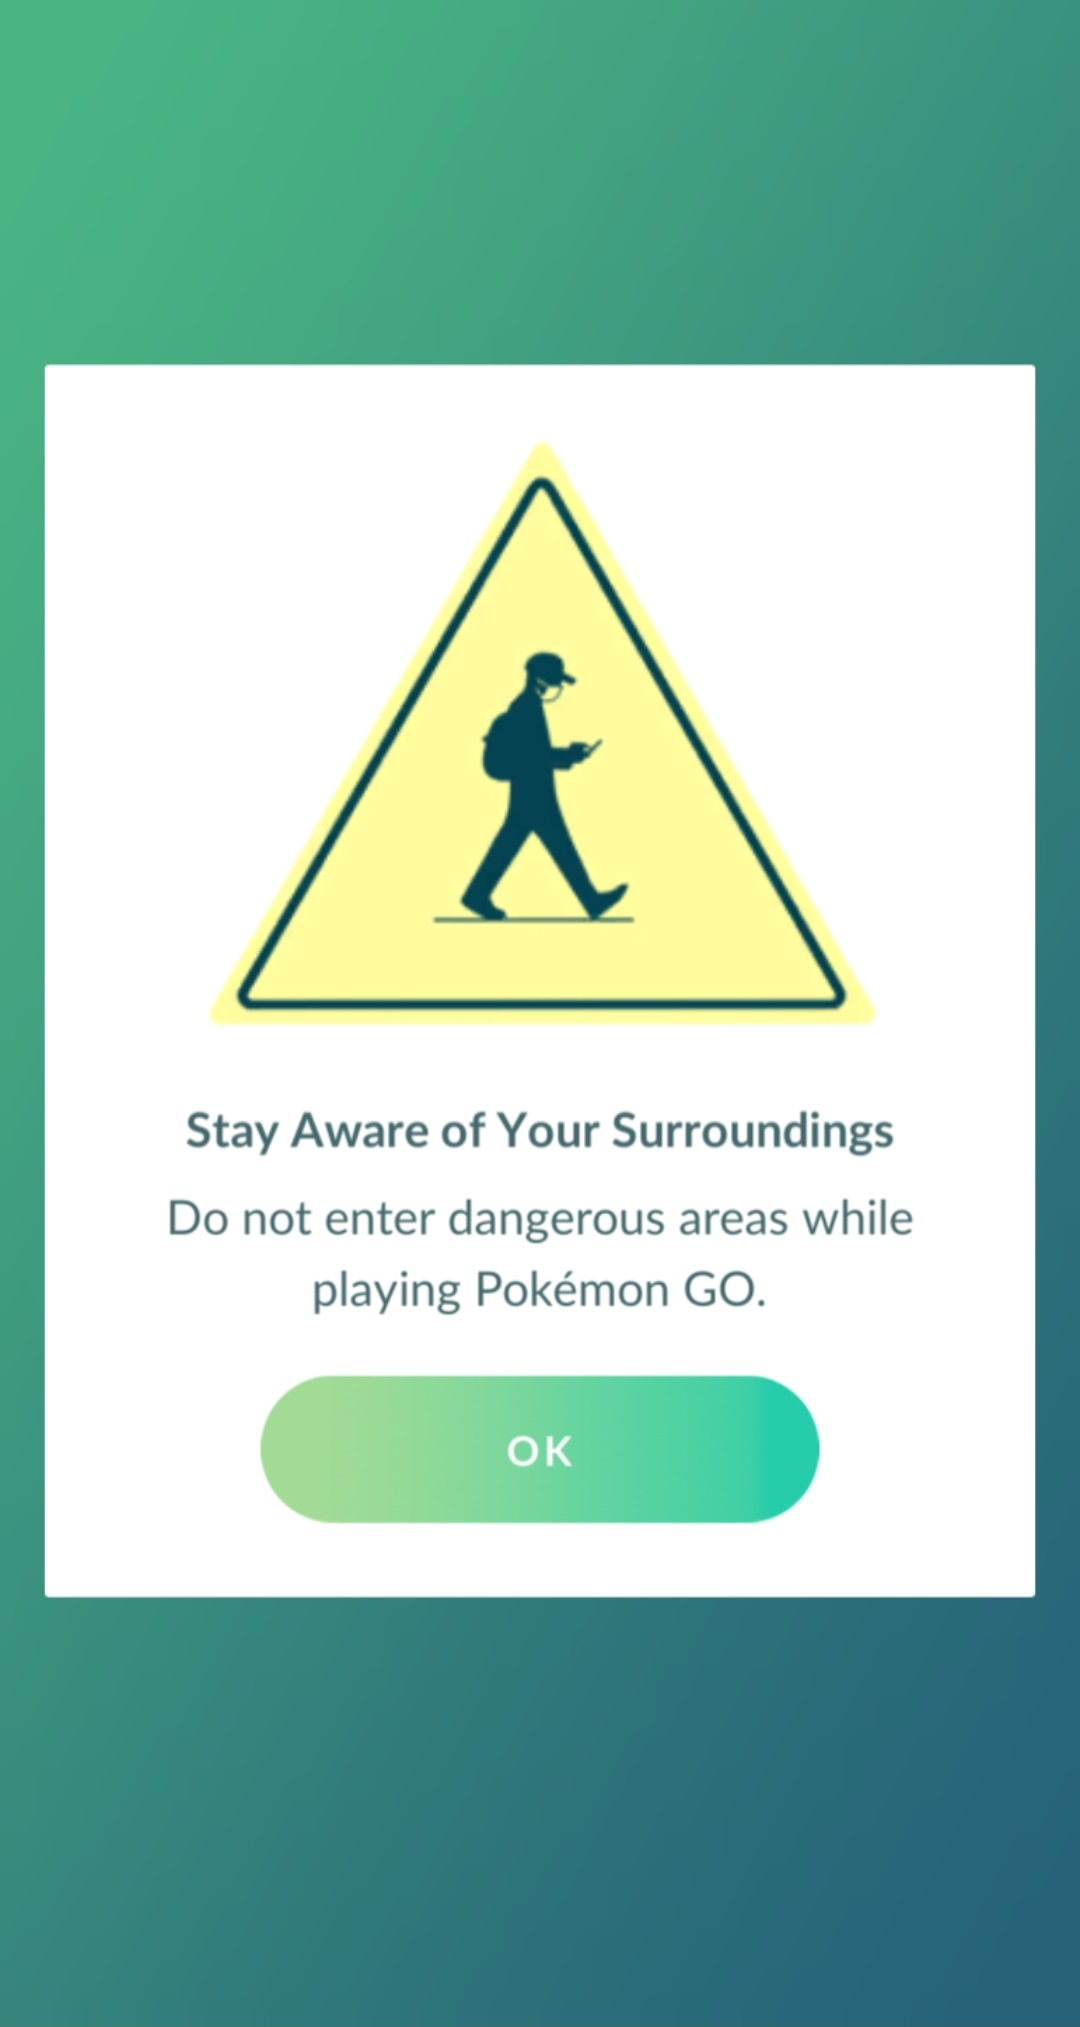 Stay Aware of Your Surroundings
Do not enter dangerous areas while
playing Pokémon GO.
OK